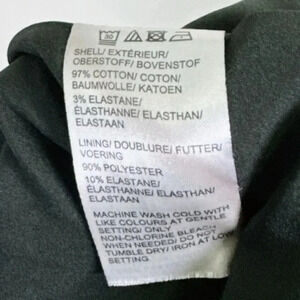 30
SHELL/ EXTÉRIEUR/
OBERSTOFF/ BOVENSTOF
97% COTTON/ COTON/
BAUMWOLLE/ KATOEN
3% ELASTANE/
ÉLASTHANNE/ ELASTHAN/
ELASTAAN
LINING/ DOUBLURE/ FUTTER/
VOERING
90% POLYESTER
10% ELASTANE/
ÉLASTHANNE/ ELASTHAN/
ELASTAAN
MACHINE WASH COLD WITH
LIKE COLOURS AT GENTLE
SETTING/ ONLY
NON-CHLORINE BLEACH
WHEN NEEDED/ DO NOT
TUMBLE DRY/ IRON AT LOW
SETTING